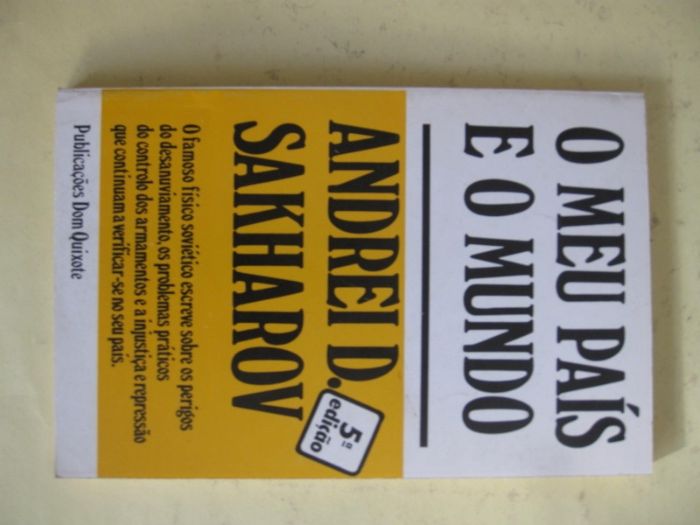 O MEU PAÍS
E O MUNDO
ANDREI D.
SAKHAROV
5ª
edição
O famoso físico soviético escreve sobre os perigos
do desanuviamento, os problemas práticos
do controlo dos armamentos e a injustiça e repressão
que continuam a verificar-se no seu país.
Publicações Dom Quixote